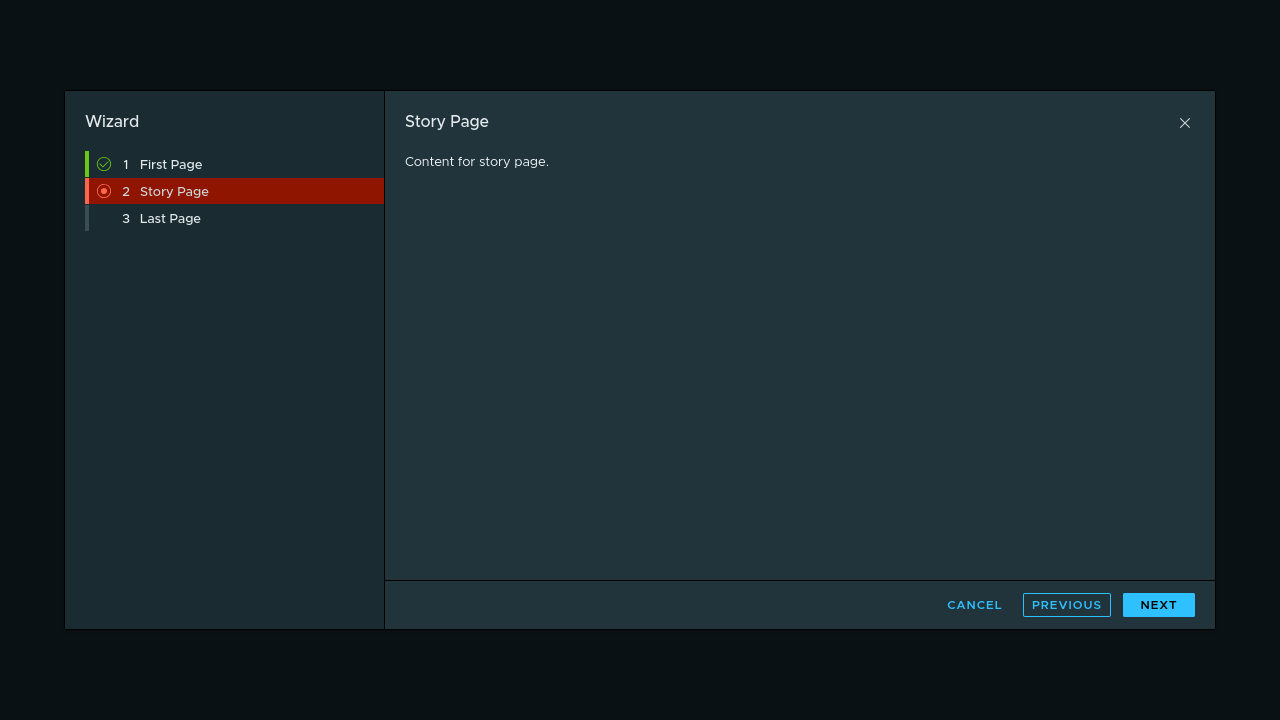 Wizard
1 First Page
2 Story Page
3 Last Page
Story Page
Content for story page.
CANCEL PREVIOUS NEXT